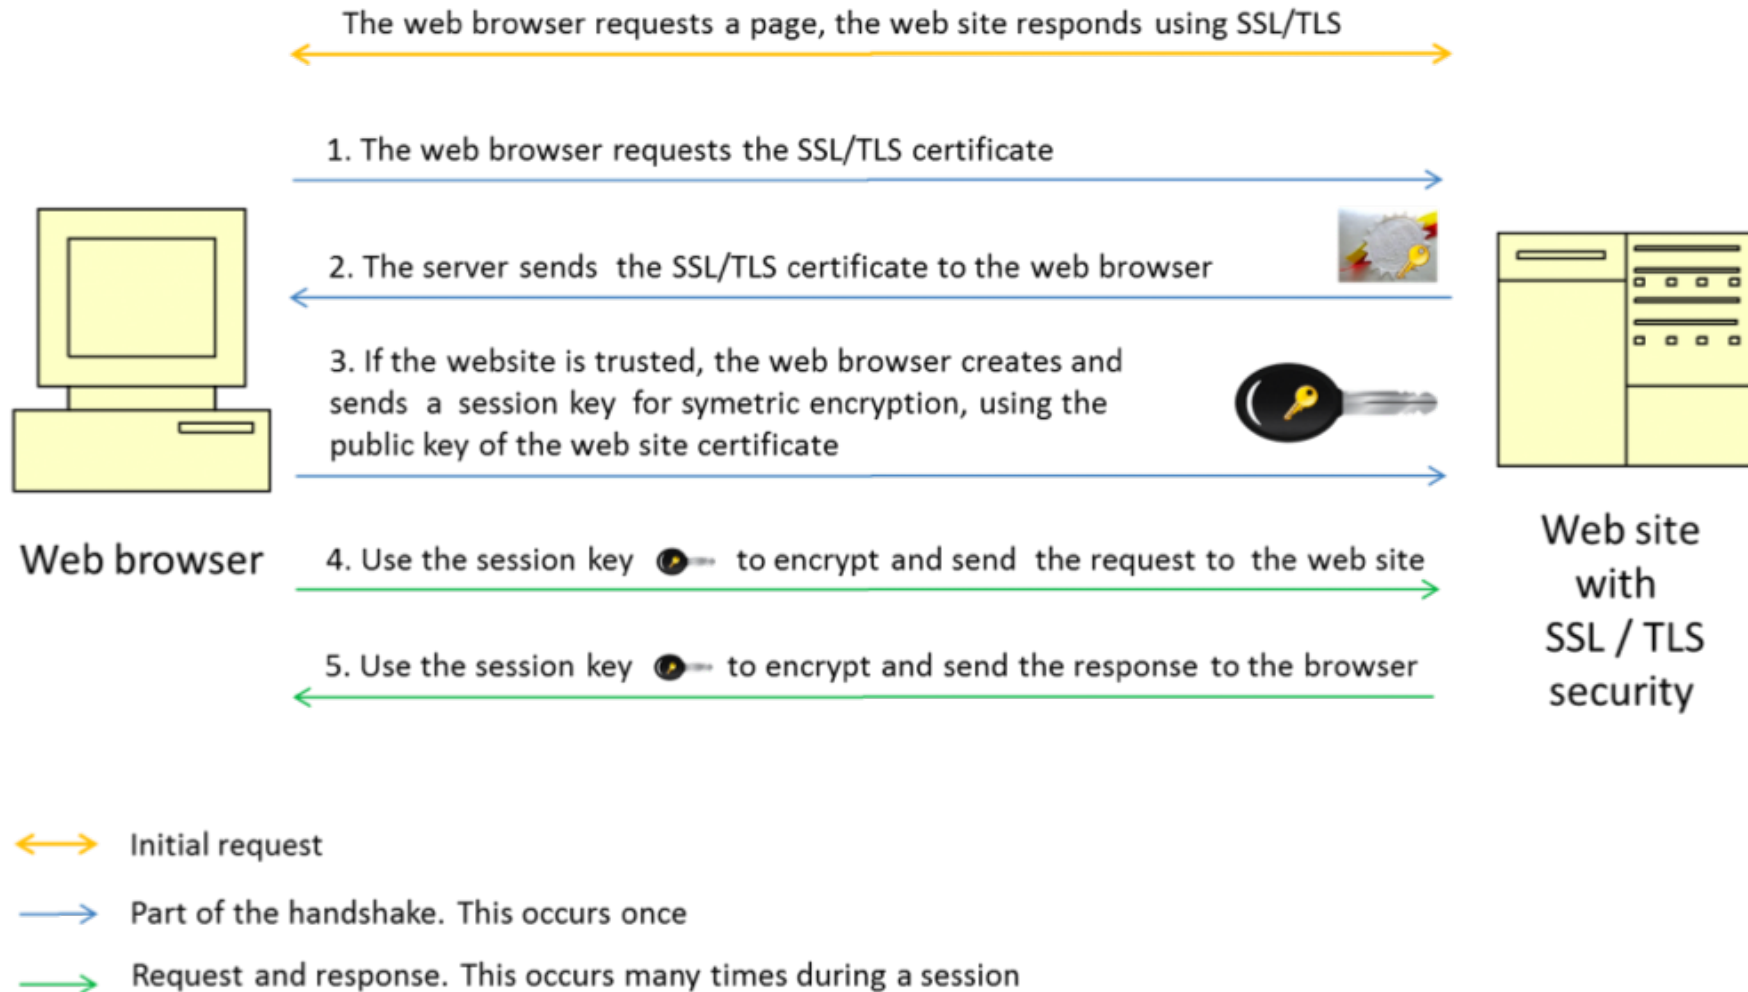 The web browser requests a page, the web site responds using SSL/TLS
1. The web browser requests the SSL/TLS certificate
2. The server sends the SSL/TLS certificate to the web browser
3. If the website is trusted, the web browser creates and
sends a session key for symetric encryption, using the
public key of the web site certificate
Web browser
4. Use the session key to encrypt and send the request to the web site
5. Use the session key to encrypt and send the response to the browser
Web site
with
SSL / TLS
security
Initial request
Part of the handshake. This occurs once
Request and response. This occurs many times during a session